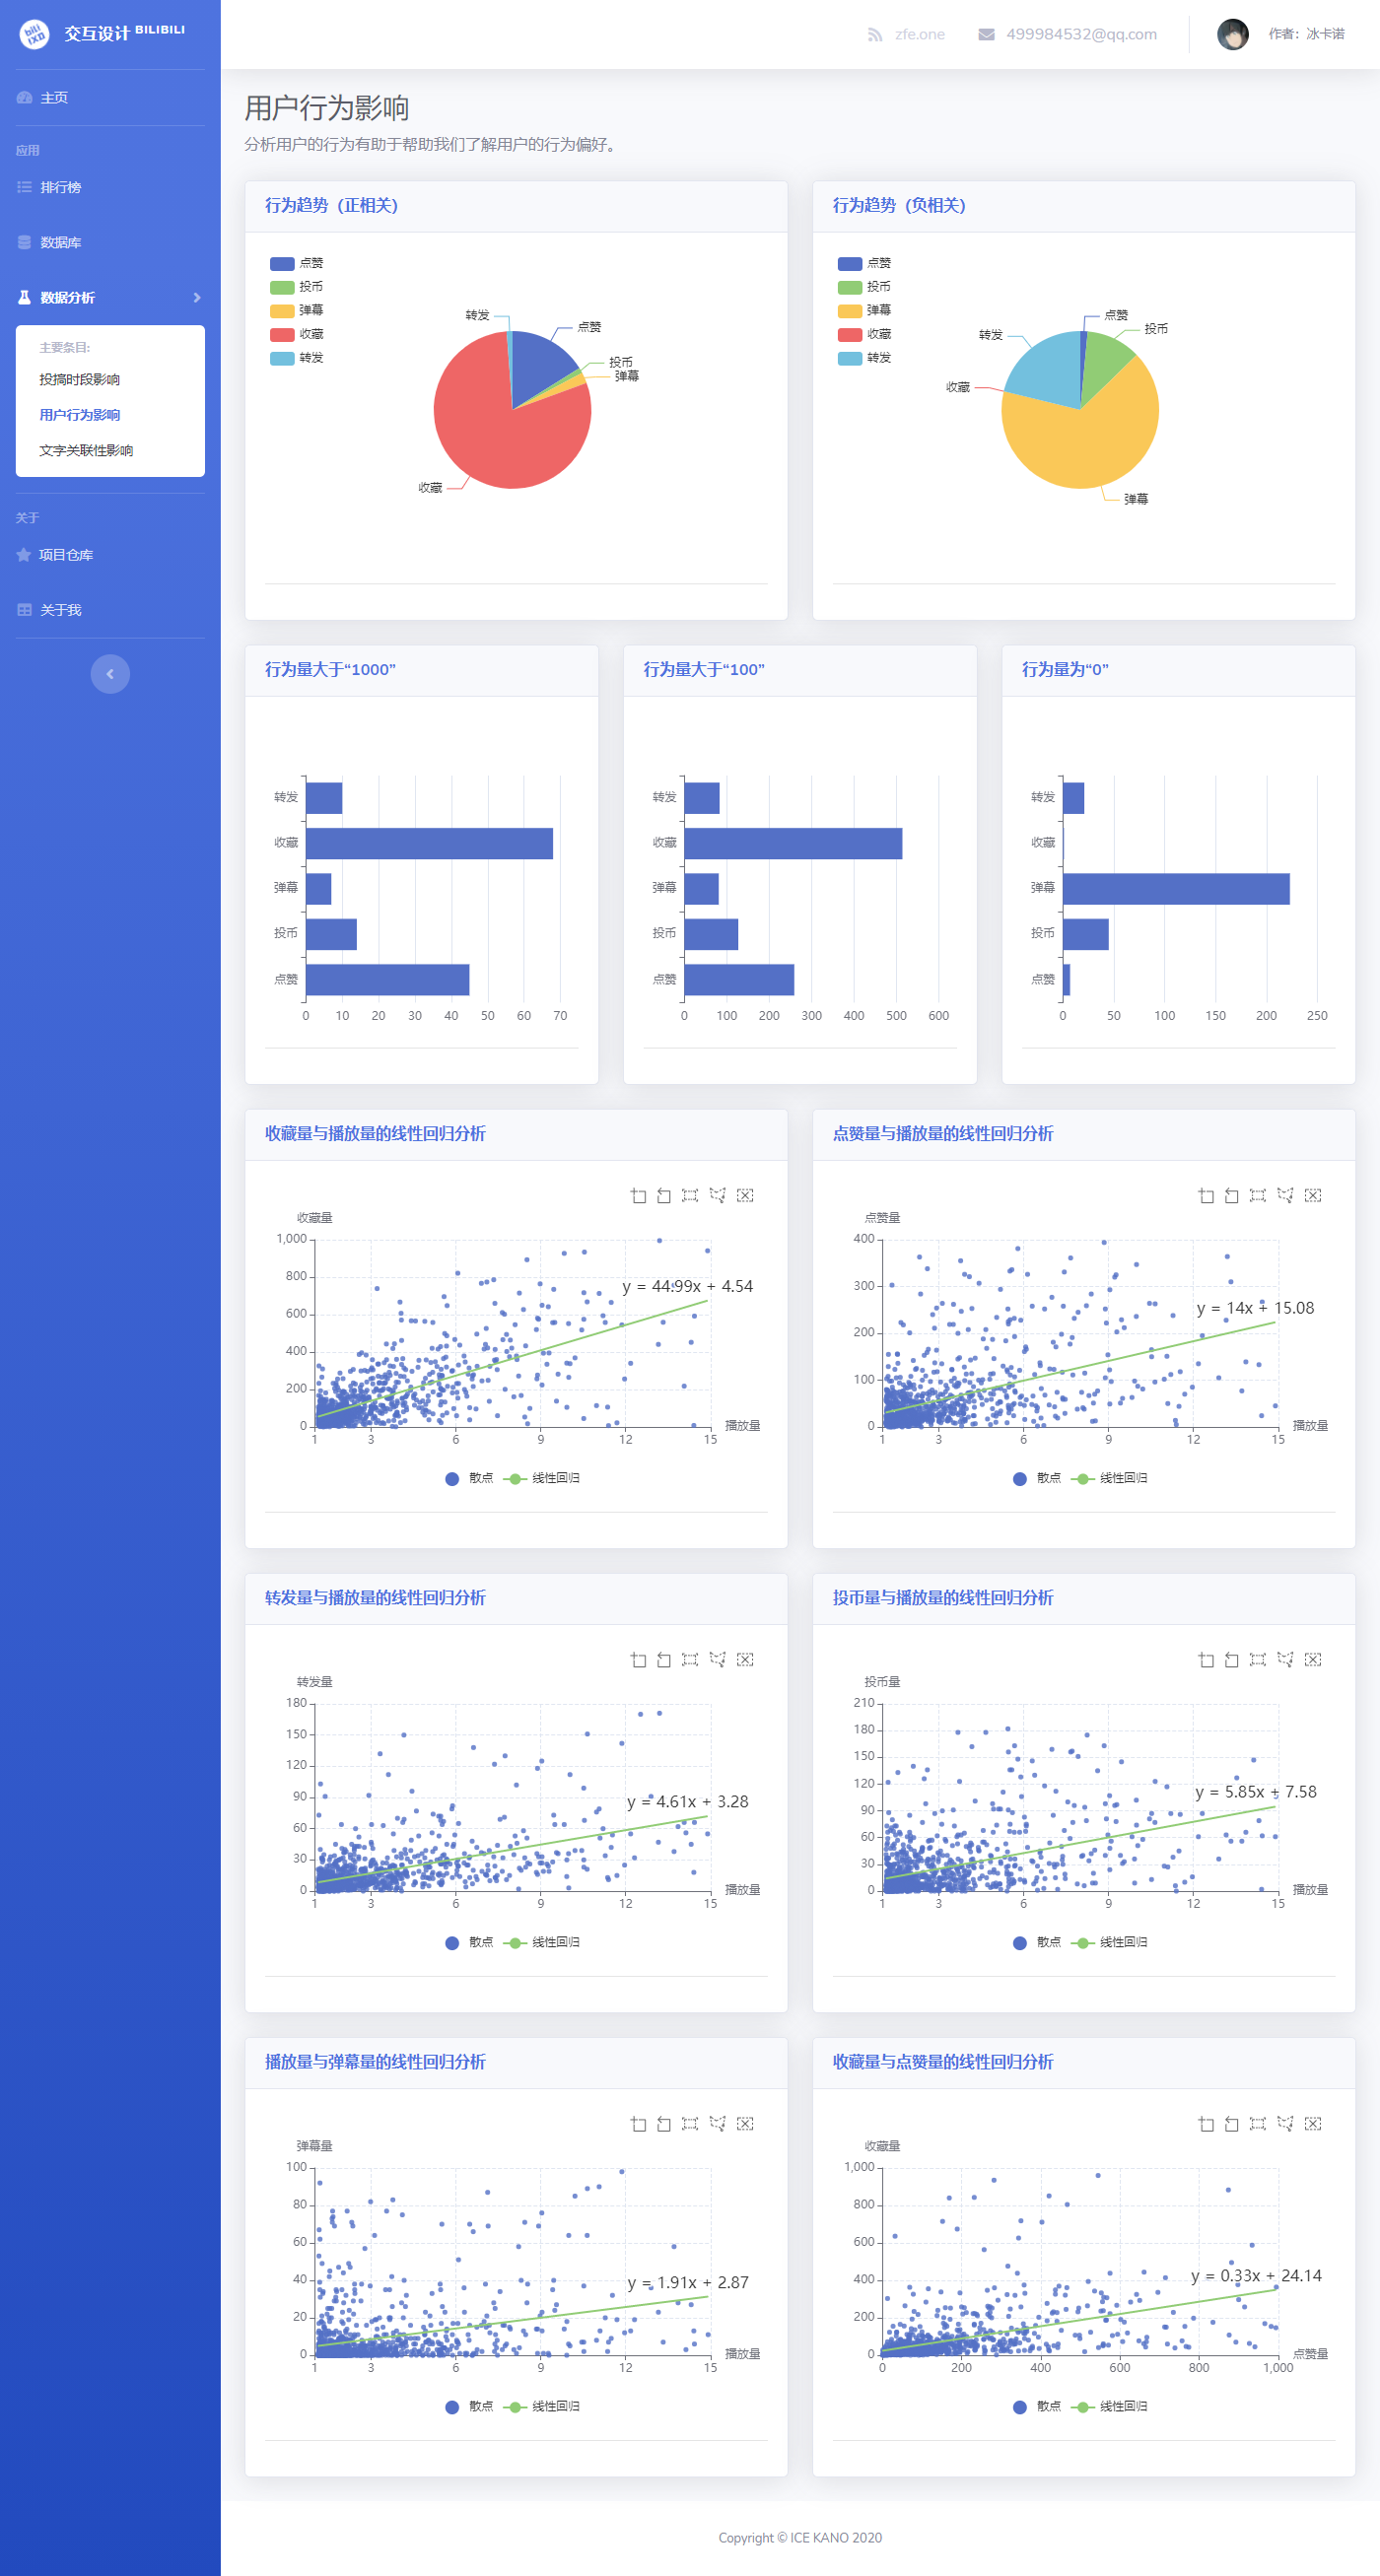 bili IXD
交互设计 BILIBILI
主页
应用
排行榜
数据库
数据分析
主要条目:
投搞时段影响
用户行为影响
文字关联性影响
关于
项目仓库
关于我
zfe.one
499984532@qq.com
作者：冰卡诺
用户行为影响
分析用户的行为有助于帮助我们了解用户的行为偏好。
行为趋势（正相关）
点赞
投币
弹幕
收藏
转发
转发
点赞
投币
弹幕
收藏
行为趋势（负相关）
点赞
投币
弹幕
收藏
转发
点赞
投币
转发
收藏
弹幕
行为量大于“1000”
转发
收藏
弹幕
投币
点赞
0 10 20 30 40 50 60 70
行为量大于“100”
转发
收藏
弹幕
投币
点赞
0 100 200 300 400 500 600
行为量为“0”
转发
收藏
弹幕
投币
点赞
0 50 100 150 200 250
收藏量与播放量的线性回归分析
收藏量
1,000
800
y = 44.99x + 4.54
600
400
200
0
播放量
1 3 6 9 12 15
散点 线性回归
点赞量与播放量的线性回归分析
点赞量
400
300
y = 14x + 15.08
200
100
0
播放量
1 3 6 9 12 15
散点 线性回归
转发量与播放量的线性回归分析
转发量
180
150
120
90
y = 4.61x + 3.28
60
30
0
播放量
1 3 6 9 12 15
散点 线性回归
投币量与播放量的线性回归分析
投币量
210
180
150
120
y = 5.85x + 7.58
90
60
30
0
播放量
1 3 6 9 12 15
散点 线性回归
播放量与弹幕量的线性回归分析
弹幕量
100
80
60
40
y = 1.91x + 2.87
20
0
播放量
1 3 6 9 12 15
散点 线性回归
收藏量与点赞量的线性回归分析
收藏量
1,000
800
600
400
y = 0.33x + 24.14
200
0
点赞量
0 200 400 600 800 1,000
散点 线性回归
Copyright © ICE KANO 2020